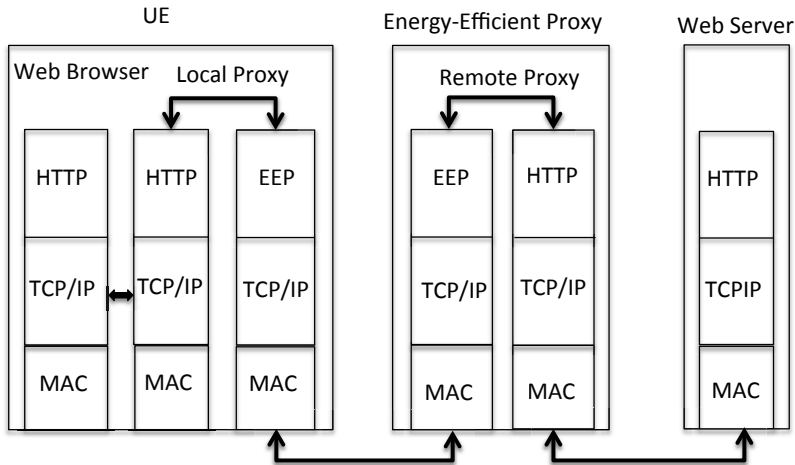 UE
Energy-Efficient Proxy
Web Server
Web Browser
Local Proxy
Remote Proxy
HTTP
HTTP
EEP
EEP
HTTP
HTTP
TCP/IP
TCP/IP
TCP/IP
TCP/IP
TCP/IP
TCPIP
MAC
MAC
MAC
MAC
MAC
MAC